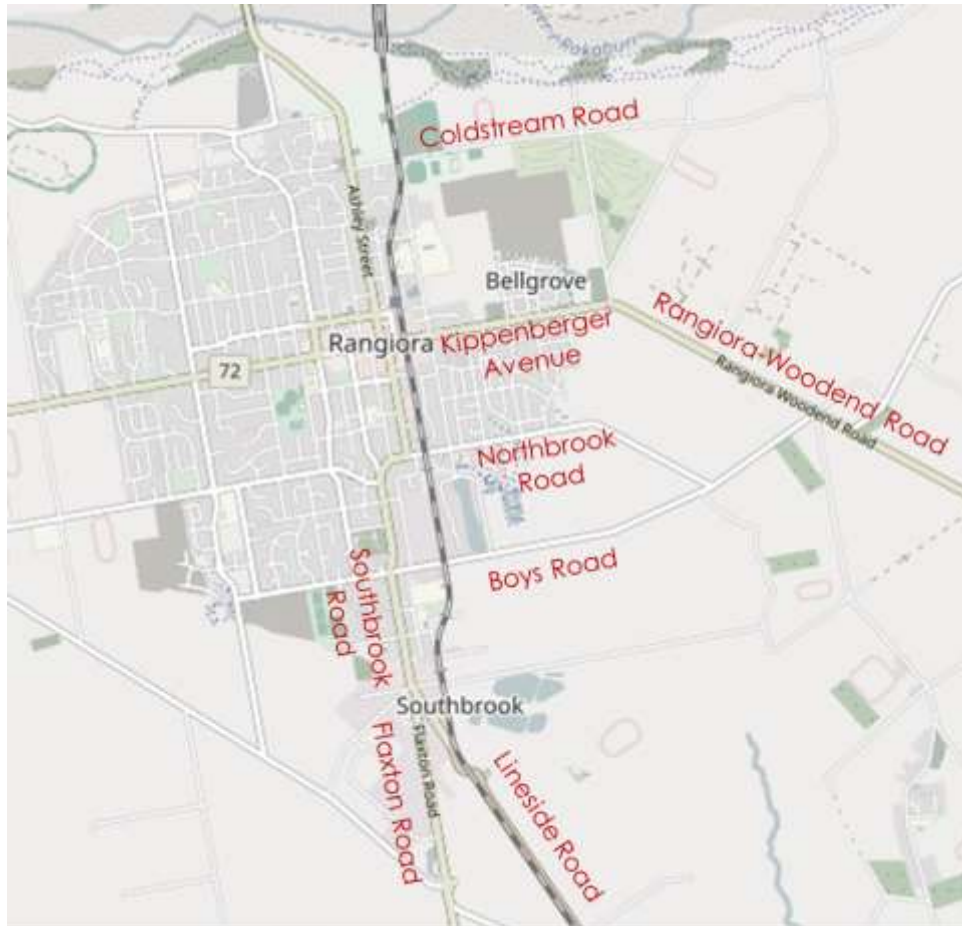 Coldstream Road
Ashley Street
Bellgrove
Rangiora
Kippenberger
Avenue
72
Rangiora-Woodend Road
Rangiora Woodend Road
Northbrook
Road
Boys Road
Southbrook
Road
Southbrook
Flaxton Road
Flaxton Road
Lineside Road